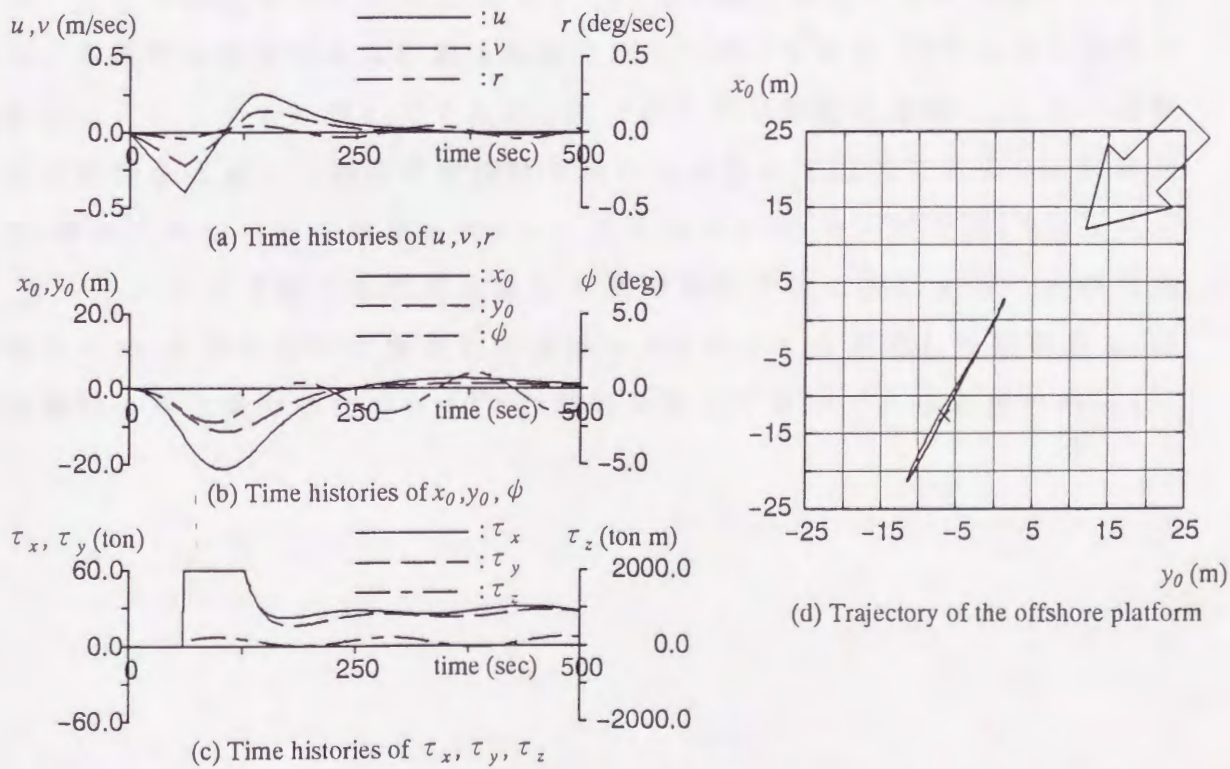 u, v (m/sec)
: u
: v
: r
r (deg/sec)
0.5
0.0
-0.5
0.5
0.0
-0.5
0
250
500
time (sec)
(a) Time histories of u, v, r
x₀, y₀ (m)
: x₀
: y₀
: ψ
ψ (deg)
20.0
0.0
-20.0
5.0
0.0
-5.0
0
250
500
time (sec)
(b) Time histories of x₀, y₀, ψ
τx, τy (ton)
: τx
: τy
: τz
τz (ton m)
60.0
0.0
-60.0
2000.0
0.0
-2000.0
0
250
500
time (sec)
(c) Time histories of τx, τy, τz
x₀ (m)
25
15
5
-5
-15
-25
-25
-15
-5
5
15
25
y₀ (m)
(d) Trajectory of the offshore platform